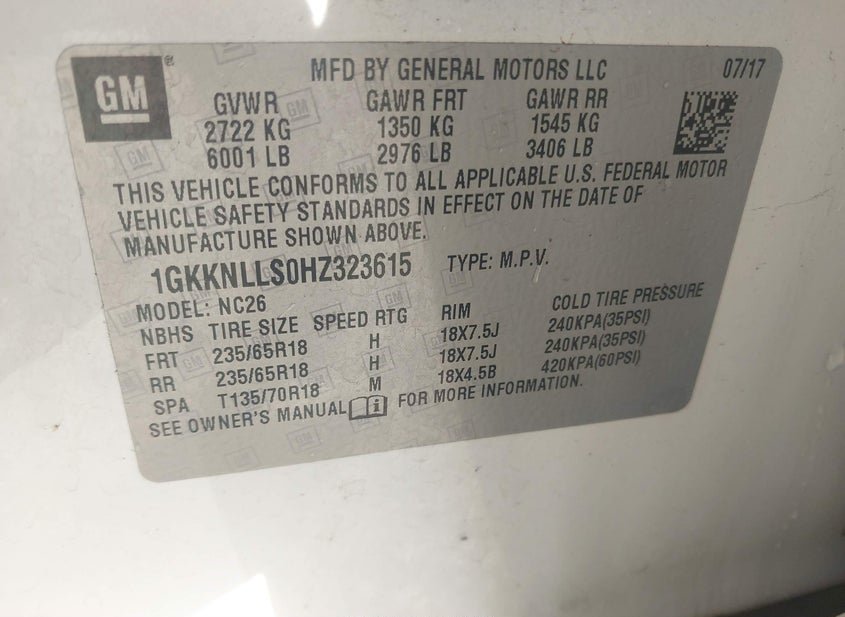 GM
MFD BY GENERAL MOTORS LLC 07/17
GVWR GAWR FRT GAWR RR
2722 KG 1350 KG 1545 KG
6001 LB 2976 LB 3406 LB
THIS VEHICLE CONFORMS TO ALL APPLICABLE U.S. FEDERAL MOTOR
VEHICLE SAFETY STANDARDS IN EFFECT ON THE DATE OF
MANUFACTURE SHOWN ABOVE.
1GKKNLLS0HZ323615 TYPE: M.P.V.
MODEL: NC26
NBHS TIRE SIZE SPEED RTG RIM COLD TIRE PRESSURE
FRT 235/65R18 H 18X7.5J 240KPA(35PSI)
RR 235/65R18 H 18X7.5J 240KPA(35PSI)
SPA T135/70R18 M 18X4.5B 420KPA(60PSI)
SEE OWNER'S MANUAL FOR MORE INFORMATION.